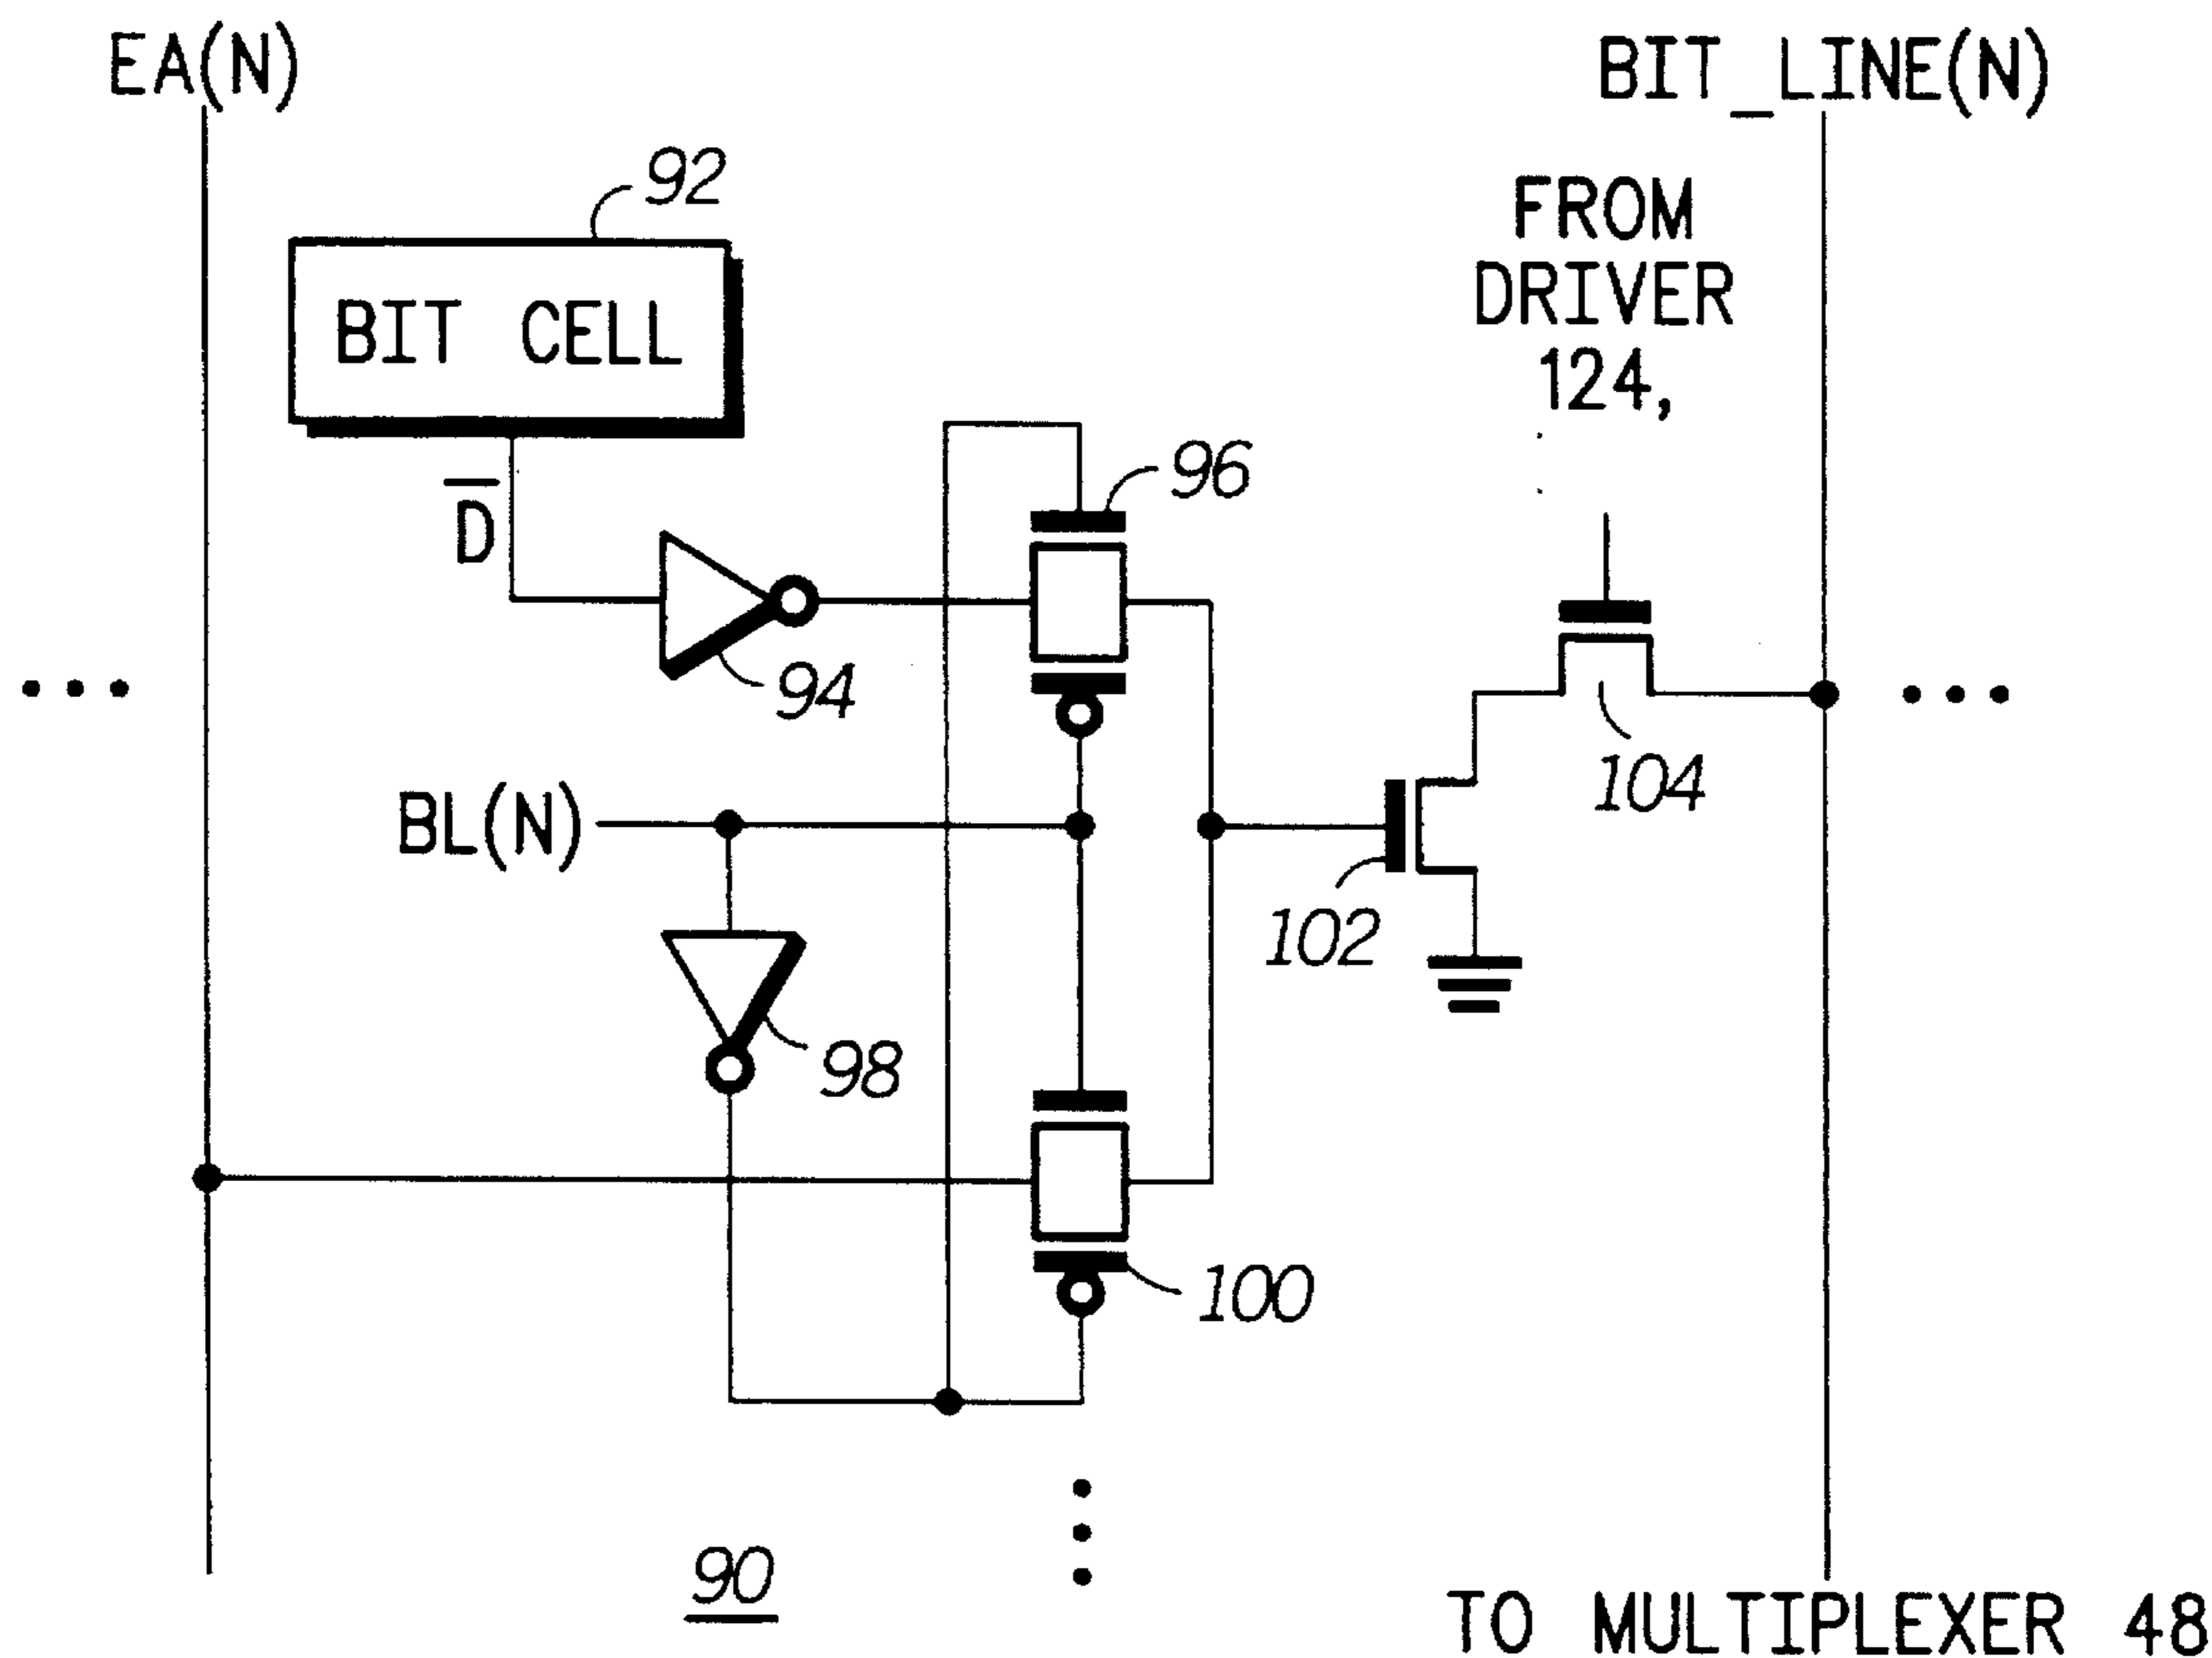 EA(N)
BIT_LINE(N)
92
FROM
DRIVER
124,
BIT CELL
96
D̅
94
104
BL(N)
102
98
100
90
TO MULTIPLEXER 48